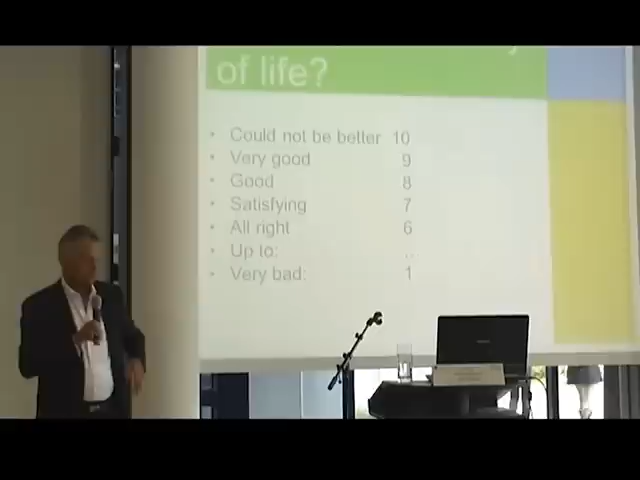 of life?
• Could not be better 10
• Very good 9
• Good 8
• Satisfying 7
• All right 6
• Up to: ..
• Very bad: 1